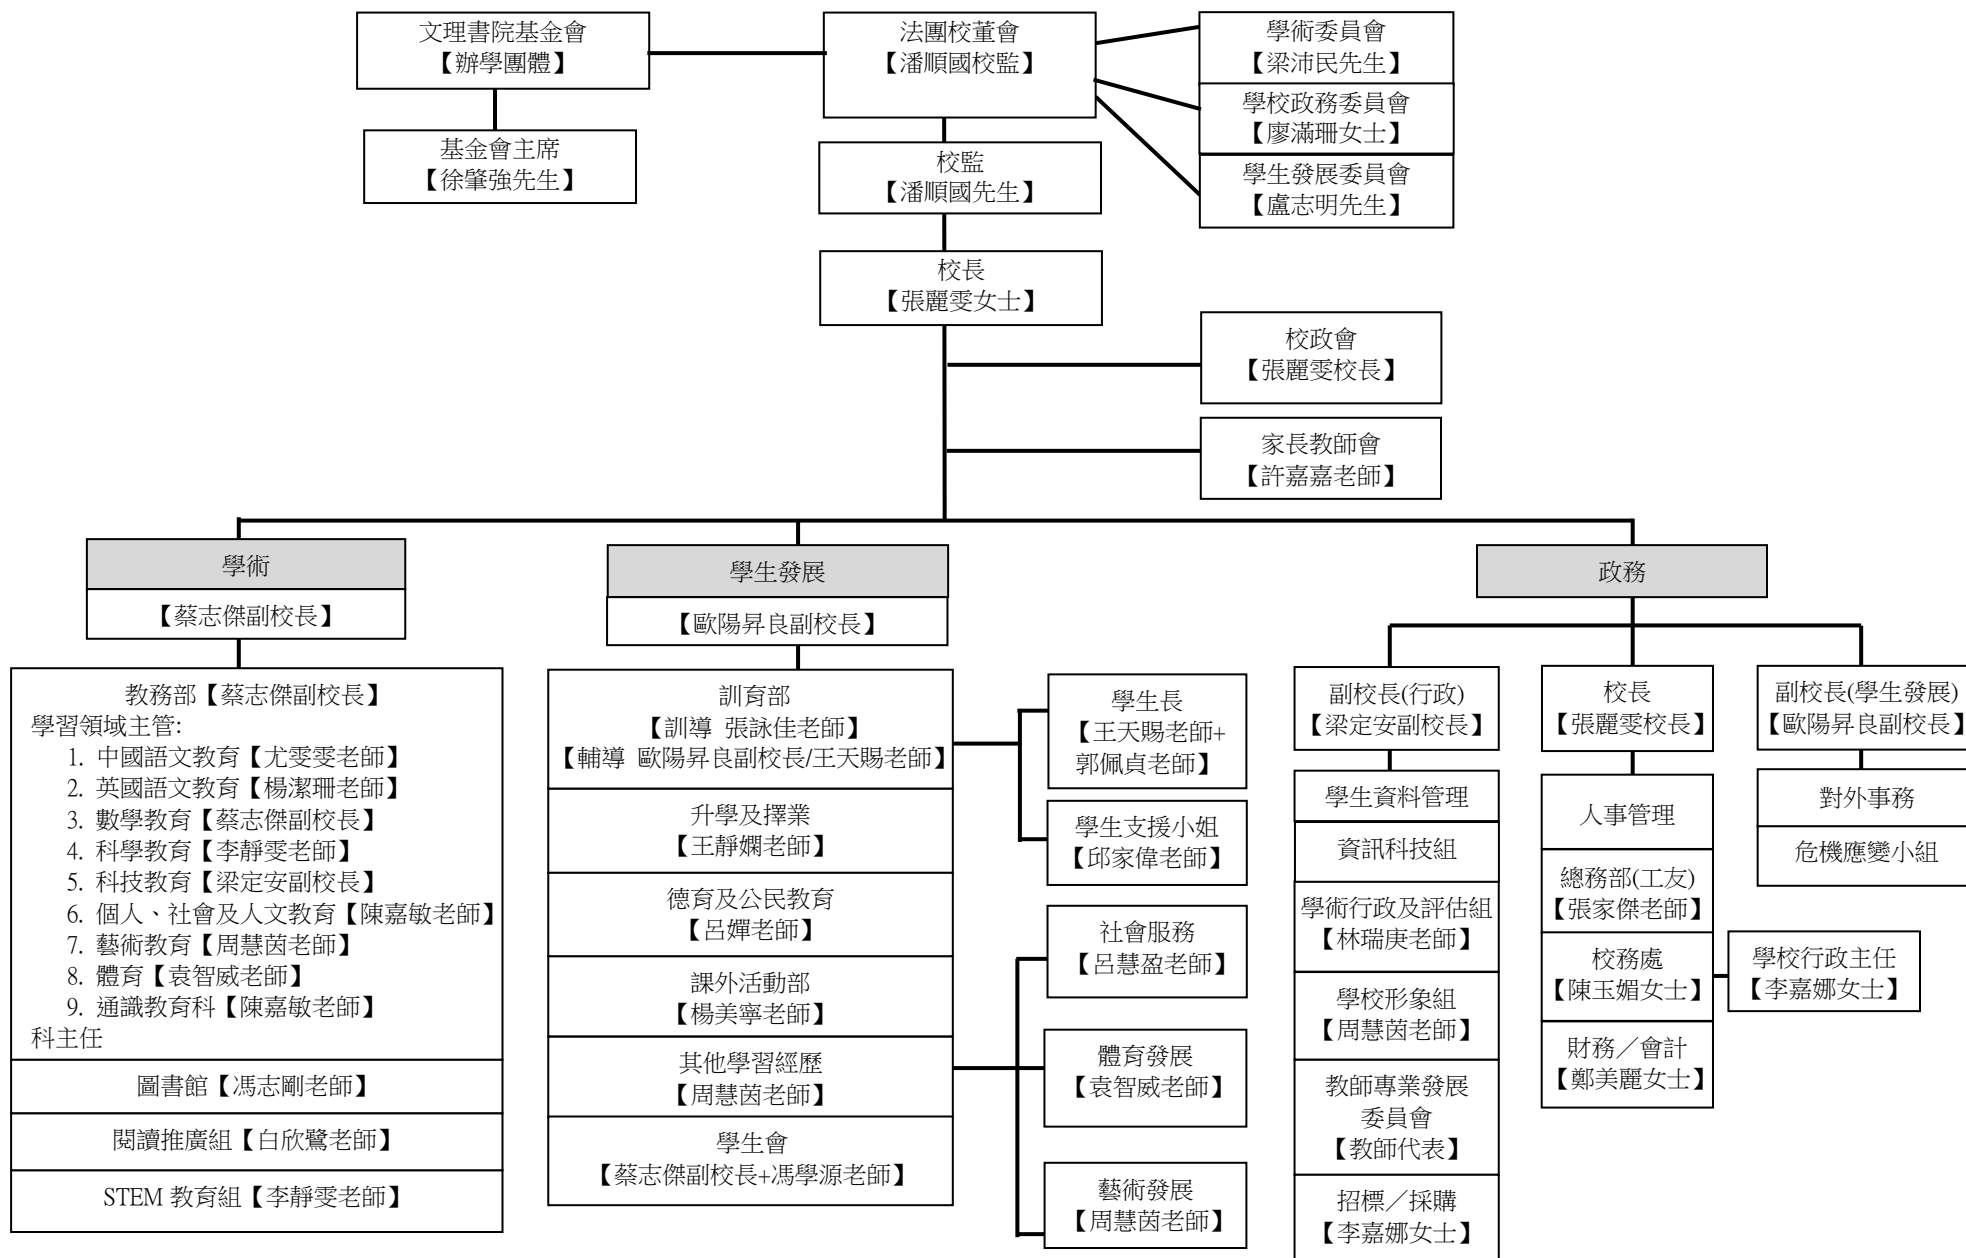 文理書院基金會
【辦學團體】
法團校董會
【潘順國校監】
學術委員會
【梁沛民先生】
學校政務委員會
【廖滿珊女士】
學生發展委員會
【盧志明先生】
基金會主席
【徐肇強先生】
校監
【潘順國先生】
校長
【張麗雯女士】
校政會
【張麗雯校長】
家長教師會
【許嘉嘉老師】
學術
【蔡志傑副校長】
教務部【蔡志傑副校長】
學習領域主管:
1. 中國語文教育【尤雯雯老師】
2. 英國語文教育【楊潔珊老師】
3. 數學教育【蔡志傑副校長】
4. 科學教育【李靜雯老師】
5. 科技教育【梁定安副校長】
6. 個人、社會及人文教育【陳嘉敏老師】
7. 藝術教育【周慧茵老師】
8. 體育【袁智威老師】
9. 通識教育科【陳嘉敏老師】
科主任
圖書館【馮志剛老師】
閱讀推廣組【白欣鷺老師】
STEM 教育組【李靜雯老師】
學生發展
【歐陽昇良副校長】
訓育部
【訓導 張詠佳老師】
【輔導 歐陽昇良副校長/王天賜老師】
升學及擇業
【王靜嫻老師】
德育及公民教育
【呂嬋老師】
課外活動部
【楊美寧老師】
其他學習經歷
【周慧茵老師】
學生會
【蔡志傑副校長+馮學源老師】
學生長
【王天賜老師+
郭佩貞老師】
學生支援小姐
【邱家偉老師】
社會服務
【呂慧盈老師】
體育發展
【袁智威老師】
藝術發展
【周慧茵老師】
政務
副校長(行政)
【梁定安副校長】
學生資料管理
資訊科技組
學術行政及評估組
【林瑞庚老師】
學校形象組
【周慧茵老師】
教師專業發展
委員會
【教師代表】
招標／採購
【李嘉娜女士】
校長
【張麗雯校長】
人事管理
總務部(工友)
【張家傑老師】
校務處
【陳玉媚女士】
財務／會計
【鄭美麗女士】
學校行政主任
【李嘉娜女士】
副校長(學生發展)
【歐陽昇良副校長】
對外事務
危機應變小組